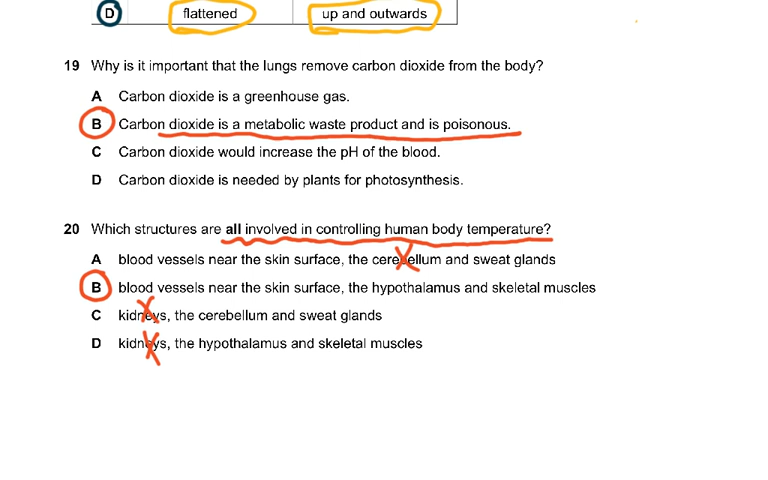 D flattened up and outwards
19 Why is it important that the lungs remove carbon dioxide from the body?
A Carbon dioxide is a greenhouse gas.
B Carbon dioxide is a metabolic waste product and is poisonous.
C Carbon dioxide would increase the pH of the blood.
D Carbon dioxide is needed by plants for photosynthesis.
20 Which structures are all involved in controlling human body temperature?
A blood vessels near the skin surface, the cerebellum and sweat glands
B blood vessels near the skin surface, the hypothalamus and skeletal muscles
C kidneys, the cerebellum and sweat glands
D kidneys, the hypothalamus and skeletal muscles